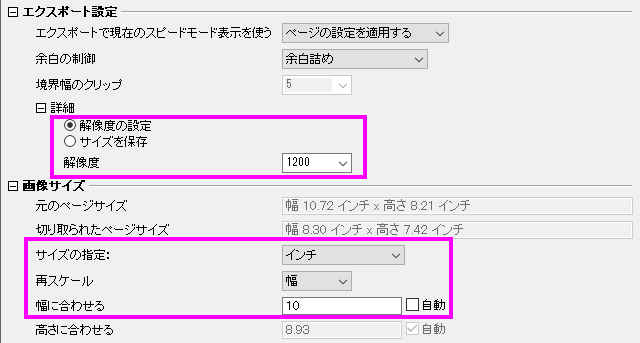 エクスポート設定
エクスポートで現在のスピードモード表示を使う ページの設定を適用する
余白の制御 余白詰め
境界幅のクリップ 5
詳細
解像度の設定
サイズを保存
解像度 1200
画像サイズ
元のページサイズ 幅 10.72 インチ x 高さ 8.21 インチ
切り取られたページサイズ 幅 8.30 インチ x 高さ 7.42 インチ
サイズの指定: インチ
再スケール 幅
幅に合わせる 10 自動
高さに合わせる 8.93 自動